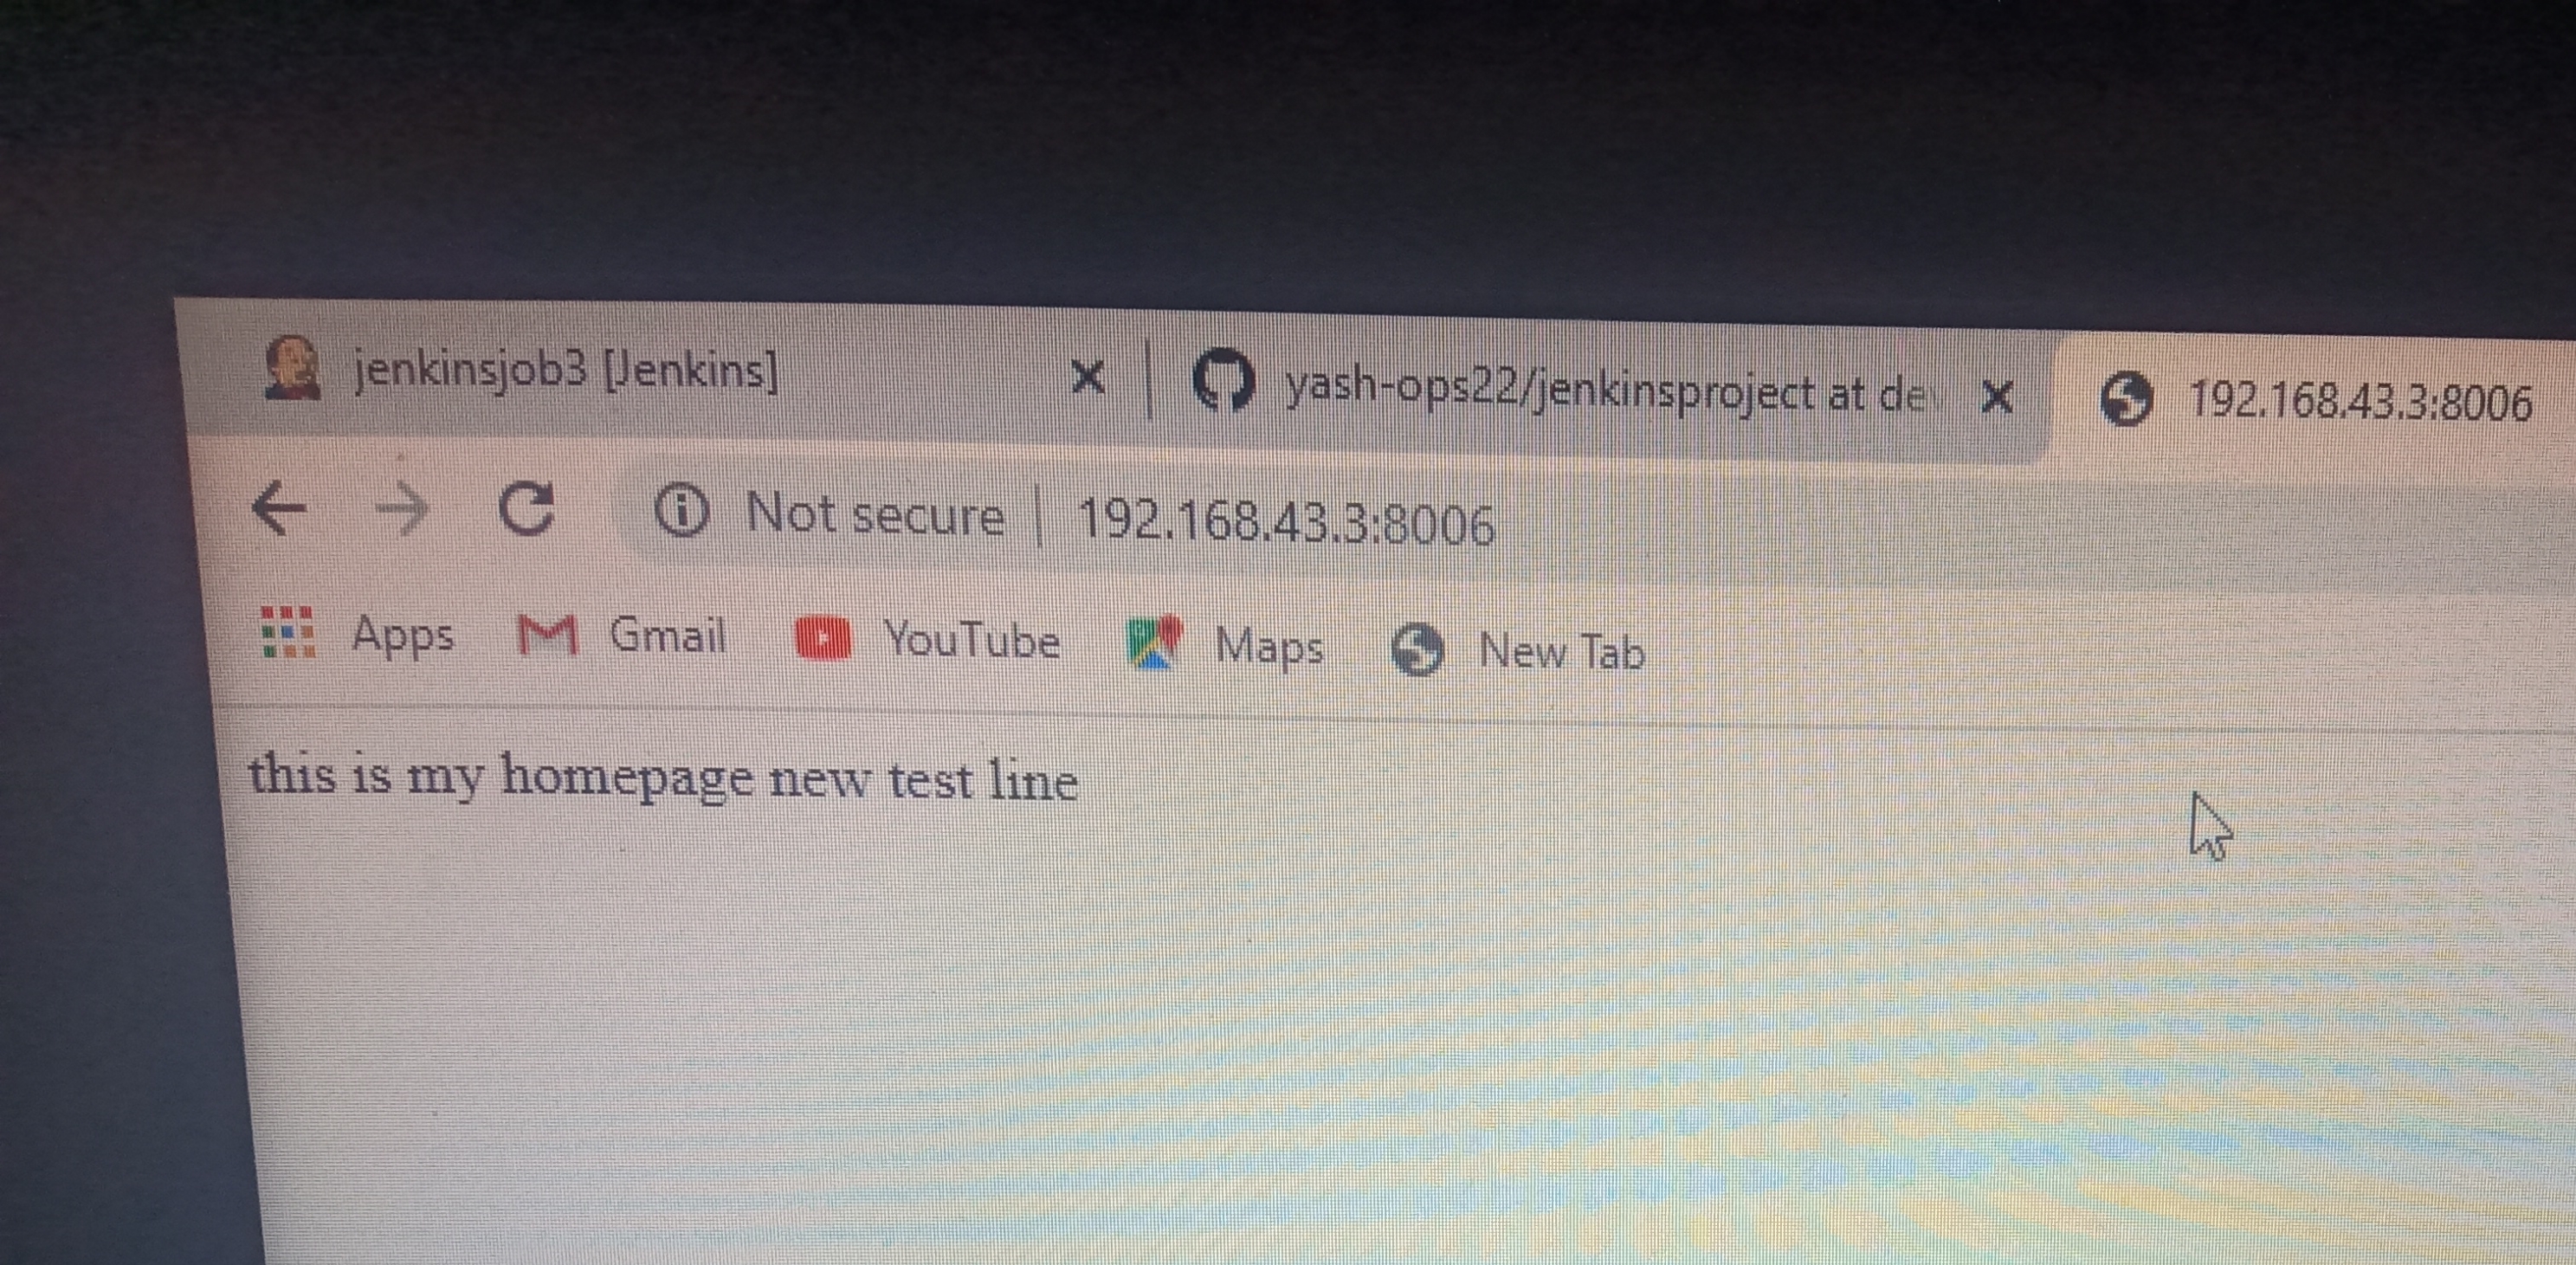 jenkinsjob3 [Jenkins]
yash-ops22/jenkinsproject at de
192.168.43.3:8006
Not secure | 192.168.43.3:8006
Apps Gmail YouTube Maps New Tab
this is my homepage new test line